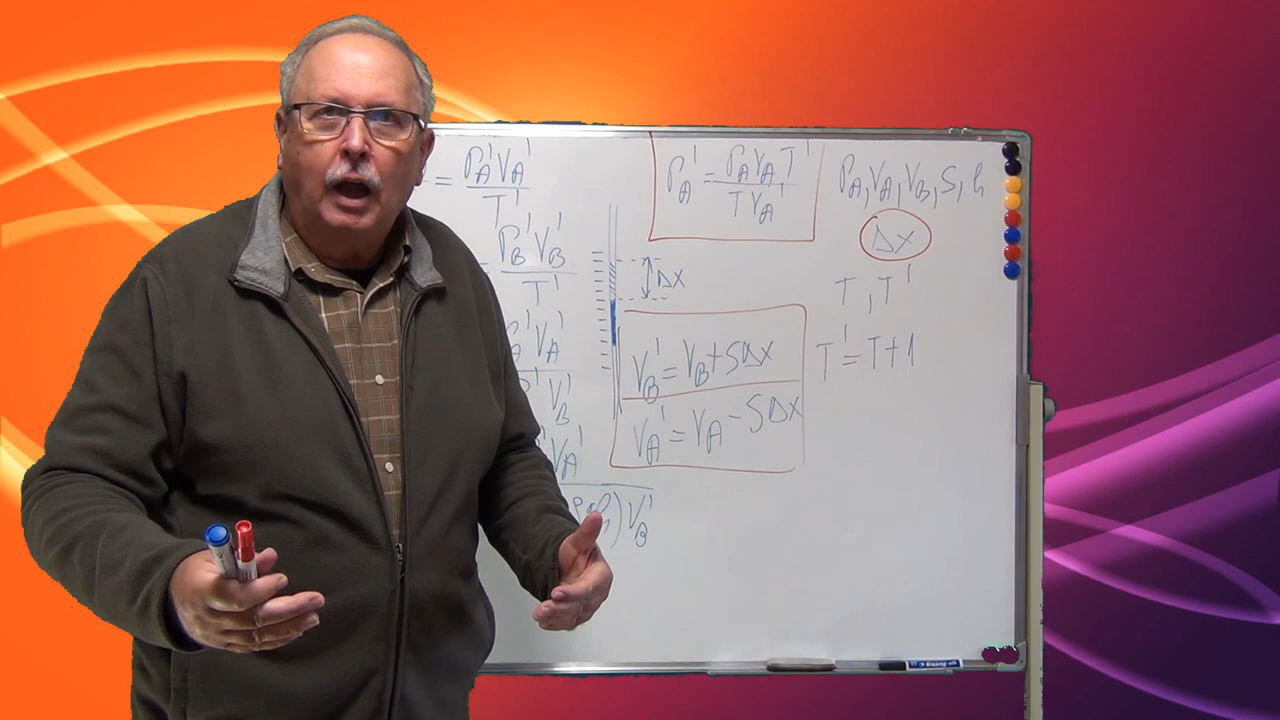 = P'A V'A / T'
P'B V'B / T'
P'A V'A
P' V'B
V'A
) V'B
P'A = PA VA T' / T V'A
Δx
V'B = VB + SΔx
V'A = VA - SΔx
PA, VA, VB, S, h
Δx
T, T'
T' = T+1